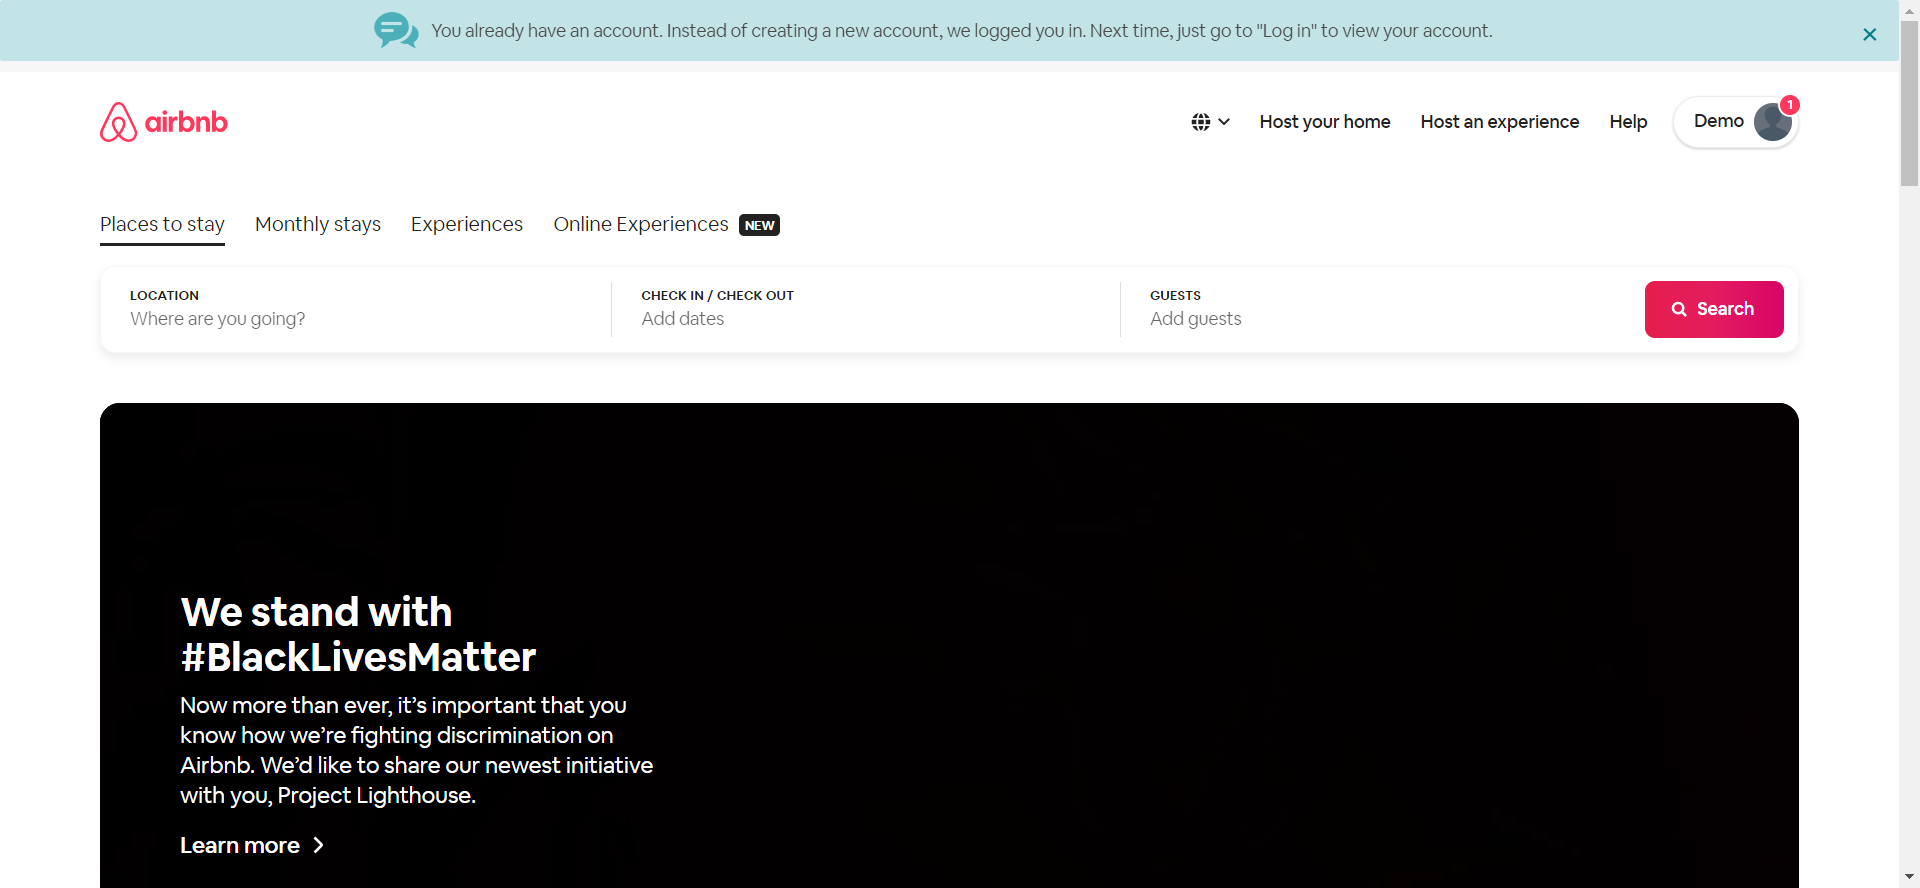 You already have an account. Instead of creating a new account, we logged you in. Next time, just go to "Log in" to view your account.
airbnb
Host your home
Host an experience
Help
Demo
1
Places to stay
Monthly stays
Experiences
Online Experiences NEW
LOCATION
Where are you going?
CHECK IN / CHECK OUT
Add dates
GUESTS
Add guests
Search
We stand with
#BlackLivesMatter
Now more than ever, it’s important that you
know how we’re fighting discrimination on
Airbnb. We’d like to share our newest initiative
with you, Project Lighthouse.
Learn more